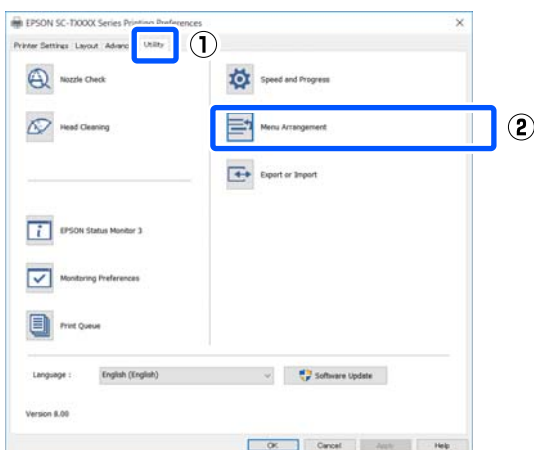 EPSON SC-TXXXX Series Printing Preferences
Printer Settings Layout Advanc Utility
①
Nozzle Check
Speed and Progress
Head Cleaning
Menu Arrangement
②
Export or Import
EPSON Status Monitor 3
Monitoring Preferences
Print Queue
Language :
English (English)
Software Update
Version 8.00
OK Cancel Apply Help